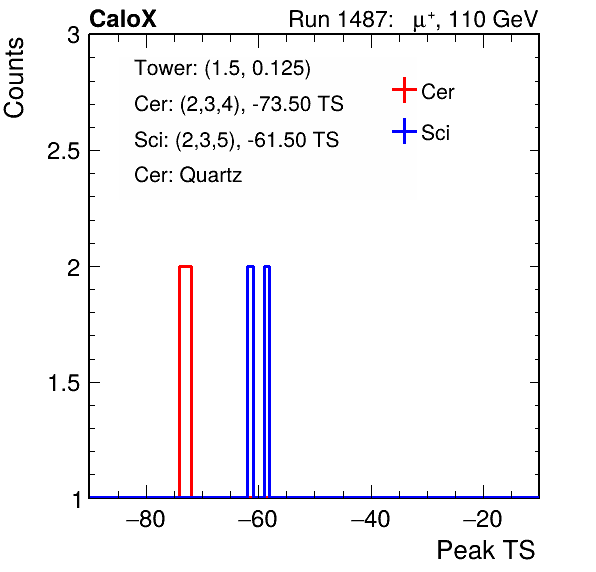 CaloX Run 1487: μ⁺, 110 GeV
Counts
3
2.5
2
1.5
1
Tower: (1.5, 0.125)
Cer: (2,3,4), -73.50 TS
Sci: (2,3,5), -61.50 TS
Cer: Quartz
Cer
Sci
−80 −60 −40 −20
Peak TS